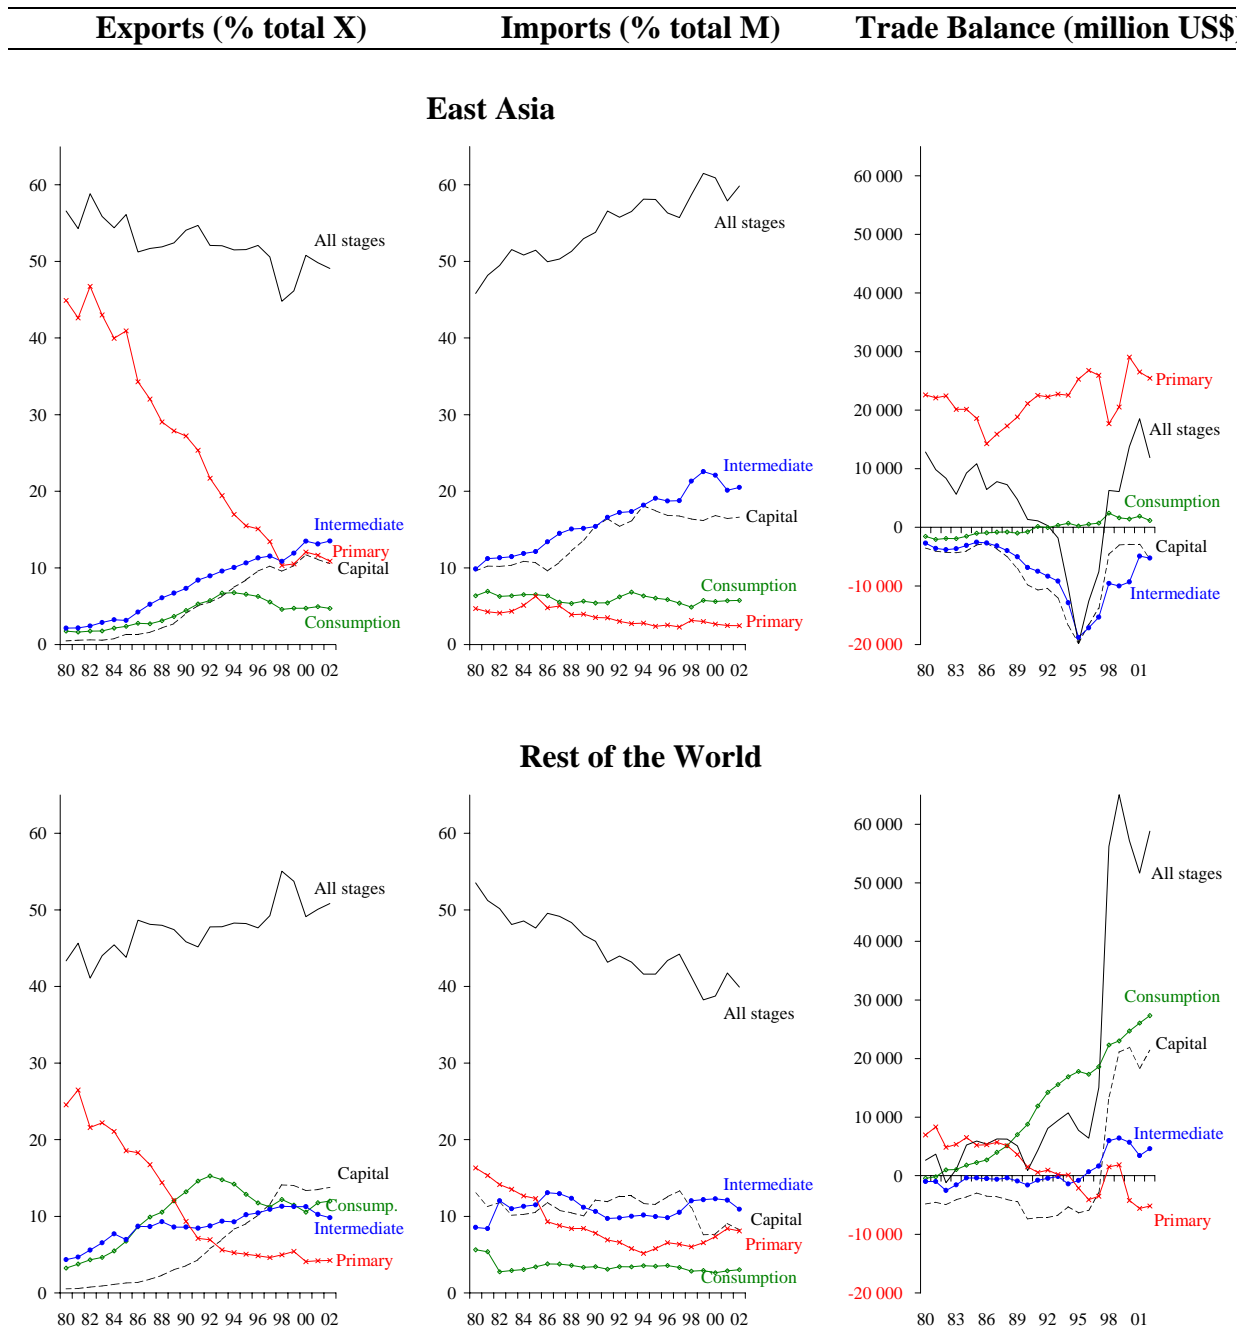 Exports (% total X) Imports (% total M) Trade Balance (million US$)
East Asia
60
50
40
30
20
10
0
All stages
Intermediate
Primary
Capital
Consumption
80 82 84 86 88 90 92 94 96 98 00 02
60
50
40
30
20
10
0
All stages
Intermediate
Capital
Consumption
Primary
80 82 84 86 88 90 92 94 96 98 00 02
60 000
50 000
40 000
30 000
20 000
10 000
0
-10 000
-20 000
Primary
All stages
Consumption
Capital
Intermediate
80 83 86 89 92 95 98 01
Rest of the World
60
50
40
30
20
10
0
All stages
Capital
Consump.
Intermediate
Primary
80 82 84 86 88 90 92 94 96 98 00 02
60
50
40
30
20
10
0
All stages
Intermediate
Capital
Primary
Consumption
80 82 84 86 88 90 92 94 96 98 00 02
60 000
50 000
40 000
30 000
20 000
10 000
0
-10 000
-20 000
All stages
Consumption
Capital
Intermediate
Primary
80 83 86 89 92 95 98 01